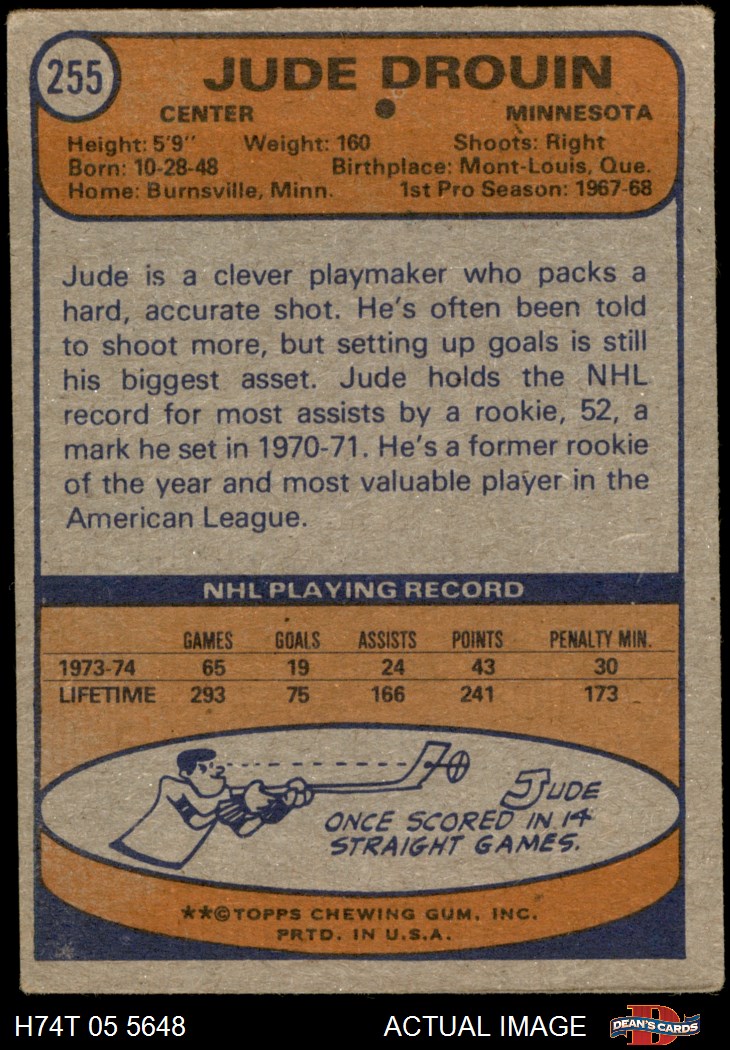 255
JUDE DROUIN
CENTER
MINNESOTA
Height: 5'9" Weight: 160 Shoots: Right
Born: 10-28-48 Birthplace: Mont-Louis, Que.
Home: Burnsville, Minn. 1st Pro Season: 1967-68
Jude is a clever playmaker who packs a
hard, accurate shot. He's often been told
to shoot more, but setting up goals is still
his biggest asset. Jude holds the NHL
record for most assists by a rookie, 52, a
mark he set in 1970-71. He's a former rookie
of the year and most valuable player in the
American League.
NHL PLAYING RECORD
GAMES GOALS ASSISTS POINTS PENALTY MIN.
1973-74 65 19 24 43 30
LIFETIME 293 75 166 241 173
JUDE
ONCE SCORED IN 14
STRAIGHT GAMES.
**©TOPPS CHEWING GUM, INC.
PRTD. IN U.S.A.
H74T 05 5648 ACTUAL IMAGE DEAN'S CARDS